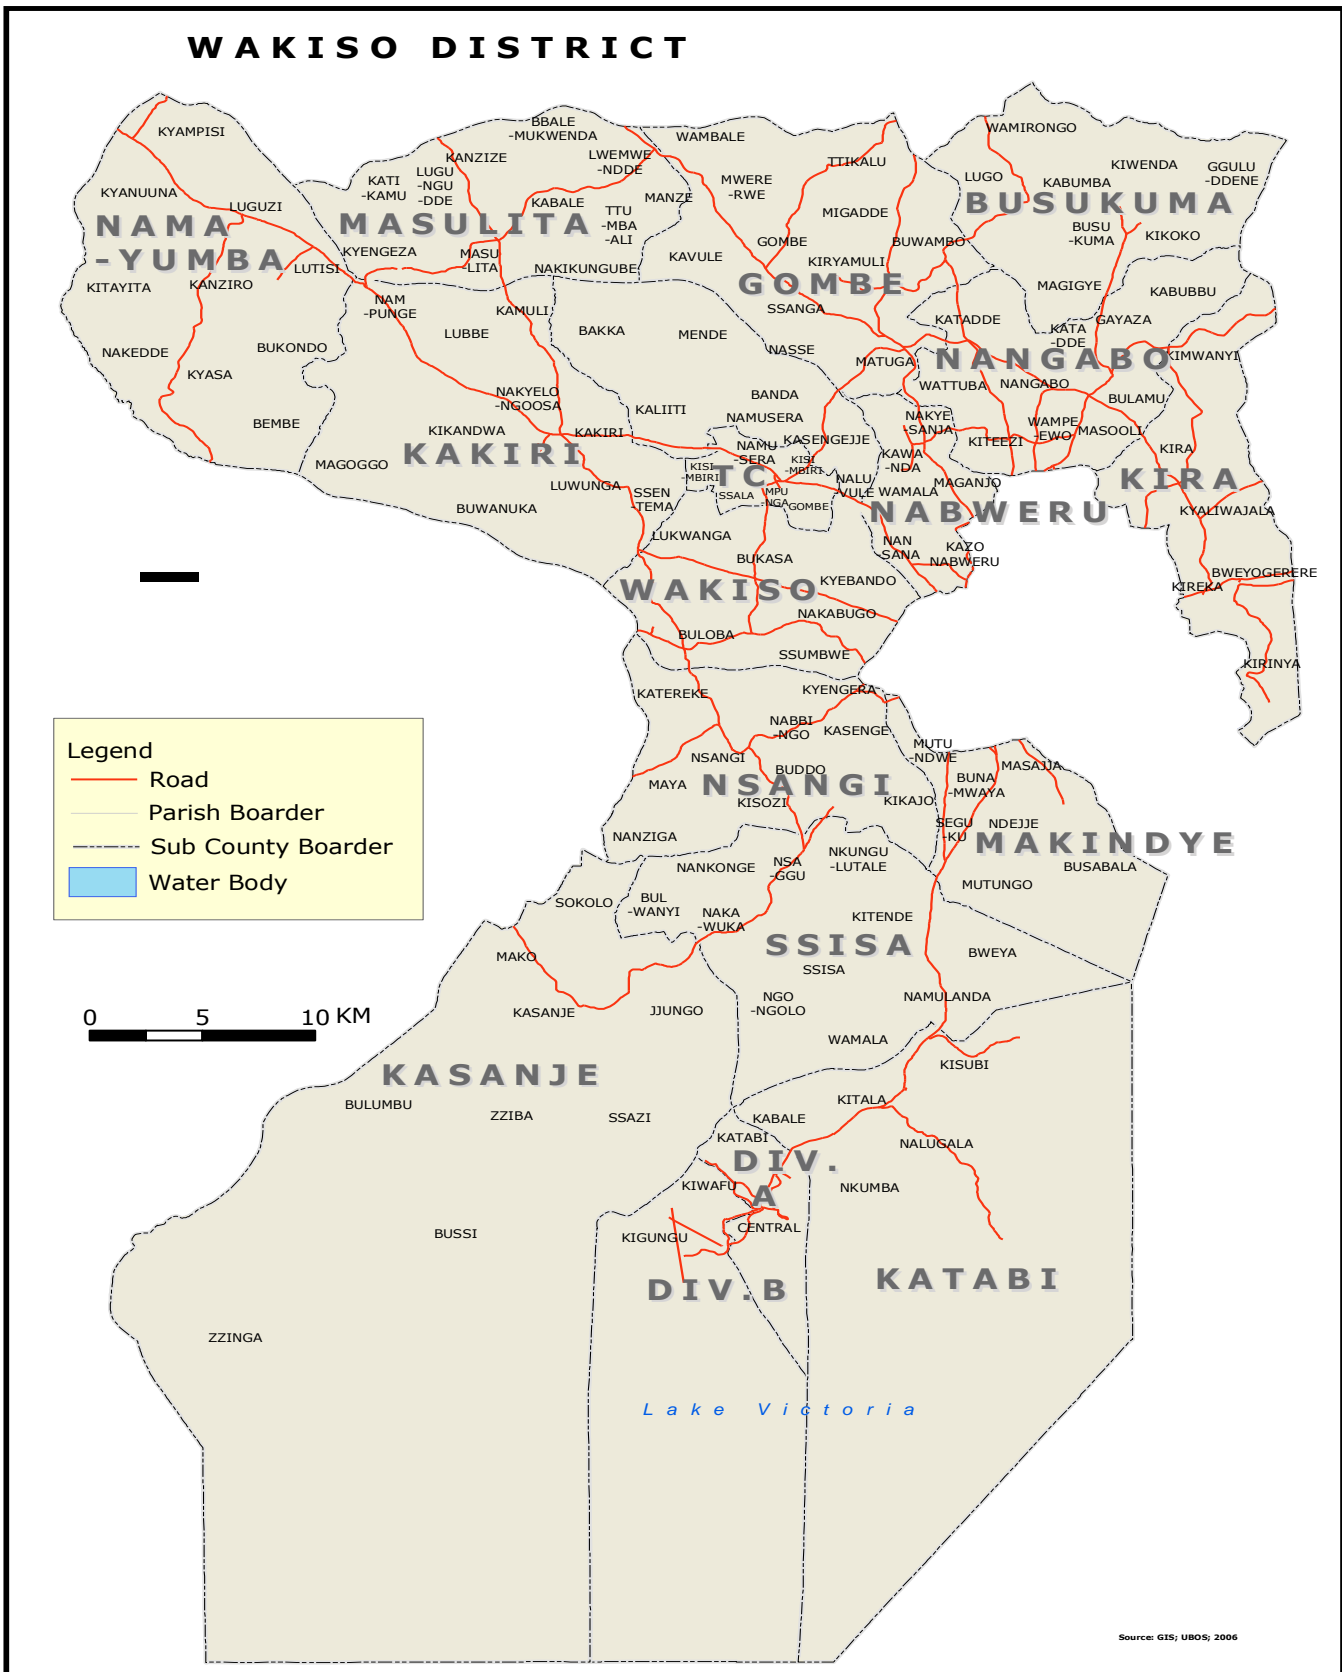 WAKISO DISTRICT
KYAMPISI
KYANUUNA
LUGUZI
NAMA
-YUMBA
LUTISI
KITAYITA
KANZIRO
NAKEDDE
BUKONDO
KYASA
BEMBE
BBALE
-MUKWENDA
KANZIZE
LWEMWE
-NDDE
KATI
-KAMU
LUGU
-NGU
-DDE
KABALE
TTU
-MBA
-ALI
MASULITA
KYENGEZA
MASU
-LITA
NAKIKUNGUBE
WAMBALE
MANZE
MWERE
-RWE
TTIKALU
MIGADDE
GOMBE
BUWAMBO
KAVULE
KIRYAMULI
GOMBE
SSANGA
NASSE
MATUGA
WAMIRONGO
LUGO
KIWENDA
GGULU
-DDENE
KABUMBA
BUSUKUMA
BUSU
-KUMA
KIKOKO
MAGIGYE
KABUBBU
KATADDE
KATA
-DDE
GAYAZA
NANGABO
KIMWANYI
WATTUBA
NANGABO
BULAMU
WAMPE
-EWO
MASOOLI
KITEEZI
NAM
-PUNGE
KAMULI
LUBBE
NAKYELO
-NGOOSA
KIKANDWA
KAKIRI
KAKIRI
MAGOGGO
LUWUNGA
BUWANUKA
SSEN
-TEMA
BAKKA
MENDE
BANDA
KALIITI
NAMUSERA
KASENGEJJE
NAMU
-SERA
KISI
-MBIRI
KISI
-MBIRI
TC
SSALA
MPU
-NGA
GOMBE
NALU
-VULE
LUKWANGA
BUKASA
KYEBANDO
WAKISO
NAKABUGO
BULOBA
SSUMBWE
NAKYE
-SANJA
KAWA
-NDA
WAMALA
MAGANJO
NABWERU
NAN
-SANA
KAZO
NABWERU
KIRA
KIRA
KYALIWAJALA
BWEYOGERERE
KIREKA
KIRINYA
KATEREKE
KYENGERA
NABBI
-NGO
KASENGE
NSANGI
BUDDO
MAYA
NSANGI
KISOZI
KIKAJO
NANZIGA
MUTU
-NDWE
MASAJJA
BUNA
-MWAYA
SEGU
-KU
NDEJJE
MAKINDYE
BUSABALA
MUTUNGO
NANKONGE
NSA
-GGU
NKUNGU
-LUTALE
BUL
-WANYI
NAKA
-WUKA
KITENDE
SSISA
SSISA
BWEYA
NGO
-NGOLO
NAMULANDA
WAMALA
SOKOLO
MAKO
KASANJE
JJUNGO
KASANJE
BULUMBU
ZZIBA
SSAZI
BUSSI
ZZINGA
KISUBI
KITALA
KABALE
KATABI
NALUGALA
DIV.
A
KIWAFU
NKUMBA
CENTRAL
KIGUNGU
DIV.B
KATABI
Lake Victoria
Legend
Road
Parish Boarder
Sub County Boarder
Water Body
0 5 10 KM
Source: GIS; UBOS; 2006